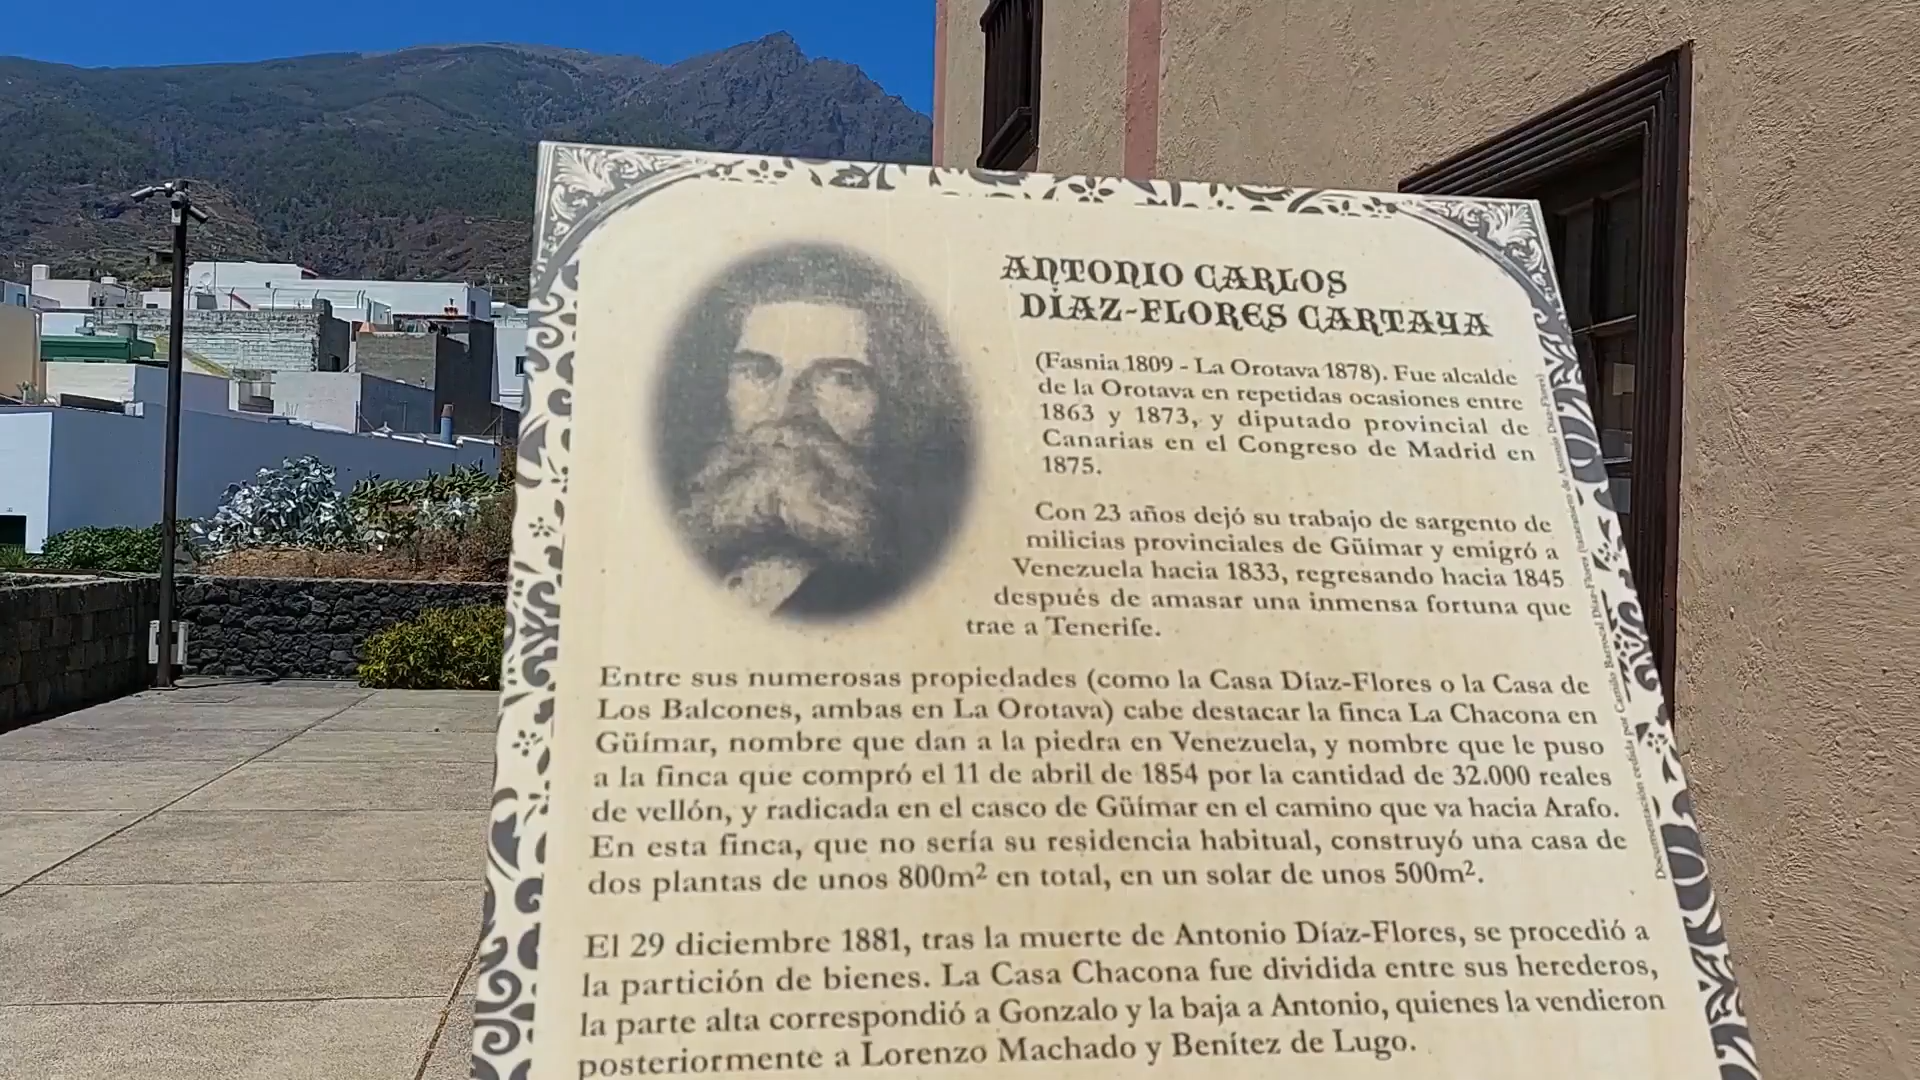 ANTONIO CARLOS
DÍAZ-FLORES CARTAYA
(Fasnia 1809 - La Orotava 1878). Fue alcalde
de la Orotava en repetidas ocasiones entre
1863 y 1873, y diputado provincial de
Canarias en el Congreso de Madrid en
1875.
Con 23 años dejó su trabajo de sargento de
milicias provinciales de Güímar y emigró a
Venezuela hacia 1833, regresando hacia 1845
después de amasar una inmensa fortuna que
trae a Tenerife.
Entre sus numerosas propiedades (como la Casa Díaz-Flores o la Casa de
Los Balcones, ambas en La Orotava) cabe destacar la finca La Chacona en
Güímar, nombre que dan a la piedra en Venezuela, y nombre que le puso
a la finca que compró el 11 de abril de 1854 por la cantidad de 32.000 reales
de vellón, y radicada en el casco de Güímar en el camino que va hacia Arafo.
En esta finca, que no sería su residencia habitual, construyó una casa de
dos plantas de unos 800m² en total, en un solar de unos 500m².
El 29 diciembre 1881, tras la muerte de Antonio Díaz-Flores, se procedió a
la partición de bienes. La Casa Chacona fue dividida entre sus herederos,
la parte alta correspondió a Gonzalo y la baja a Antonio, quienes la vendieron
posteriormente a Lorenzo Machado y Benítez de Lugo.
Documentación cedida por Barrocal Díaz-Flores de Antonio Díaz-Flores)